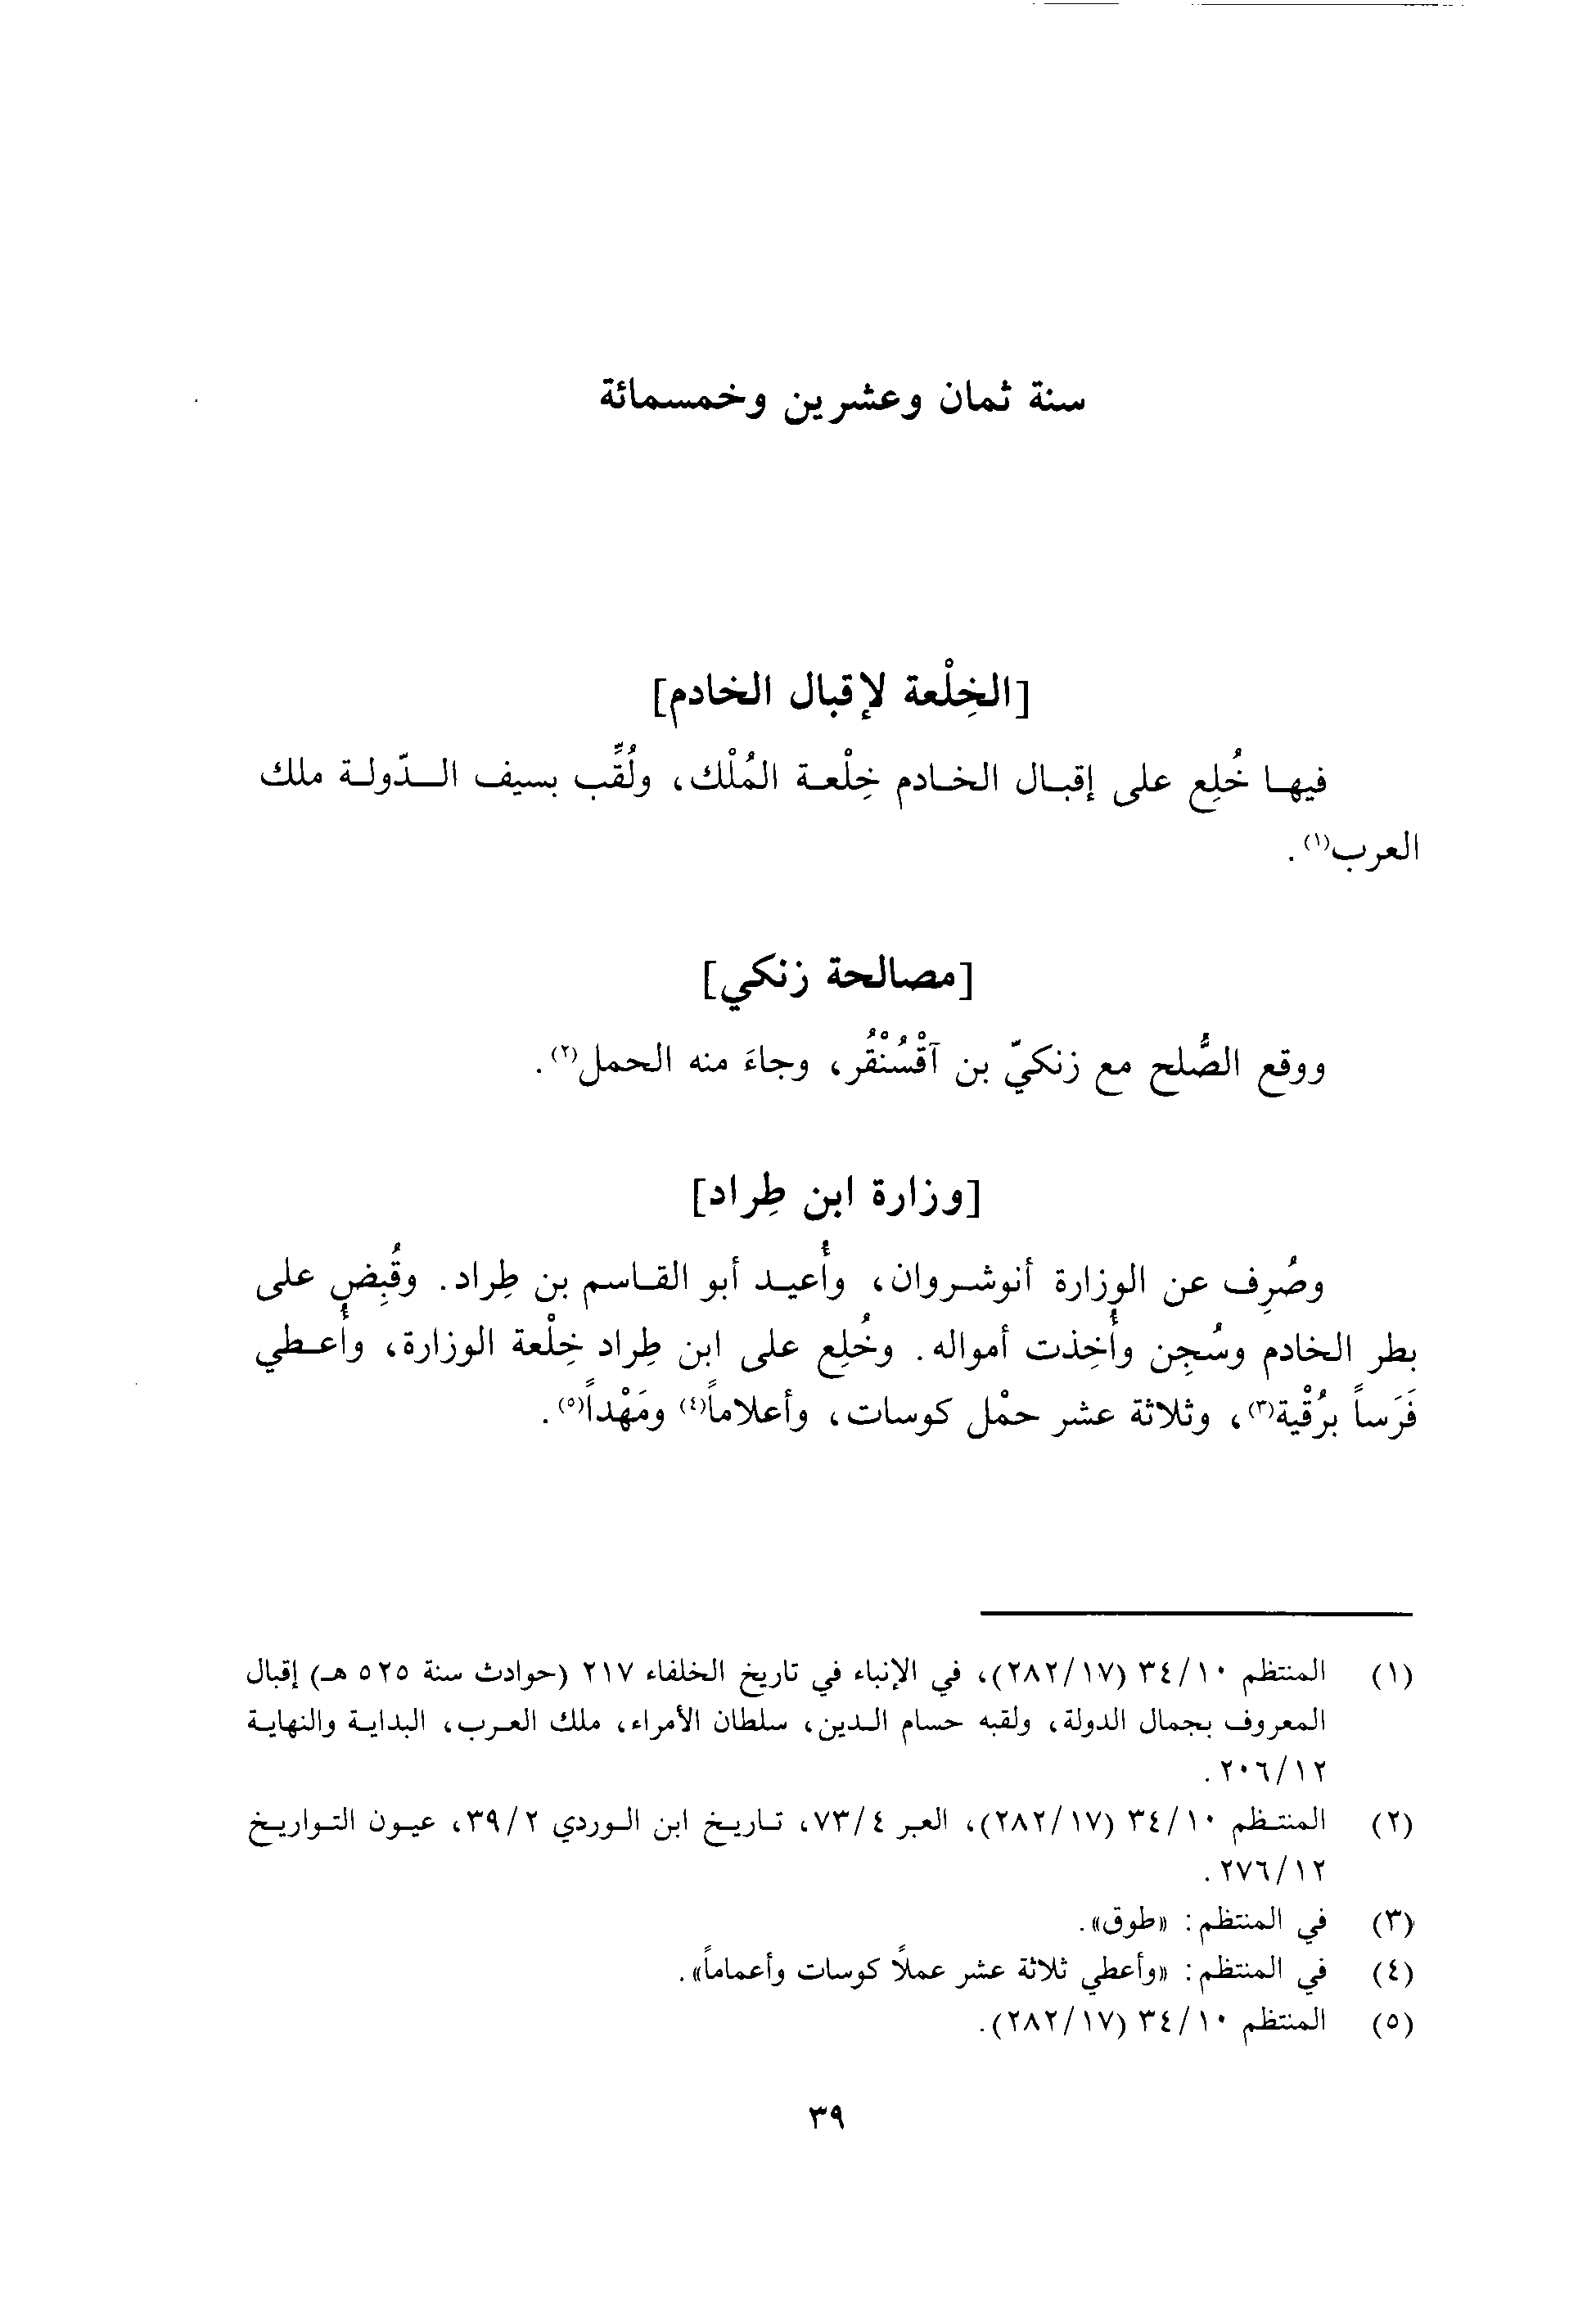 سنة ثمان وعشرين وخمسمائة
[الخِلْعة لإقبال الخادم]
فيها خُلِع على إقبال الخادم خِلْعة المُلْك، ولُقِّب بسيف الدّولة ملك
العرب(١).
[مصالحة زنكي]
ووقع الصُّلح مع زنكيّ بن آقْسُنْقُر، وجاءَ منه الحمل(٢).
[وزارة ابن طِراد]
وصُرِف عن الوزارة أنوشروان، وأُعيد أبو القاسم بن طِراد. وقُبِض على
بطر الخادم وسُجِن وأُخِذت أمواله. وخُلِع على ابن طِراد خِلْعة الوزارة، وأُعطي
فَرَساً برُقْية(٣)، وثلاثة عشر حمْل كوسات، وأعلاماً(٤) ومَهْداً(٥).
(١) المنتظم ١٠/ ٣٤ (١٧/ ٢٨٢)، في الإنباء في تاريخ الخلفاء ٢١٧ (حوادث سنة ٥٢٥ هـ) إقبال
المعروف بجمال الدولة، ولقبه حسام الدين، سلطان الأمراء، ملك العرب، البداية والنهاية
١٢/ ٢٠٦.
(٢) المنتظم ١٠/ ٣٤ (١٧/ ٢٨٢)، العبر ٤/ ٧٣، تاريخ ابن الوردي ٢/ ٣٩، عيون التواريخ
١٢/ ٢٧٦.
(٣) في المنتظم: «طوق».
(٤) في المنتظم: «وأعطي ثلاثة عشر عملاً كوسات وأعماماً».
(٥) المنتظم ١٠/ ٣٤ (١٧/ ٢٨٢).
٣٩